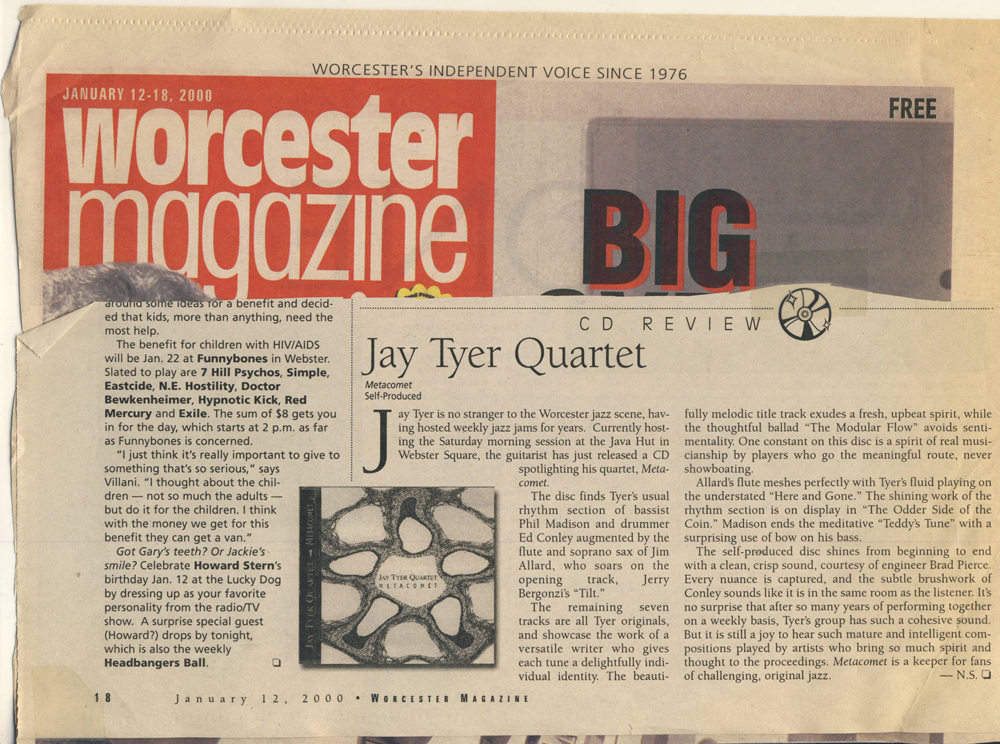 WORCESTER'S INDEPENDENT VOICE SINCE 1976
JANUARY 12-18, 2000
FREE
worcester
magazine
BIG
around some ideas for a benefit and decid-
ed that kids, more than anything, need the
most help.
The benefit for children with HIV/AIDS
will be Jan. 22 at Funnybones in Webster.
Slated to play are 7 Hill Psychos, Simple,
Eastcide, N.E. Hostility, Doctor
Bewkenheimer, Hypnotic Kick, Red
Mercury and Exile. The sum of $8 gets you
in for the day, which starts at 2 p.m. as far
as Funnybones is concerned.
"I just think it's really important to give to
something that's so serious," says
Villani. "I thought about the chil-
dren — not so much the adults —
but do it for the children. I think
with the money we get for this
benefit they can get a van."
Got Gary's teeth? Or Jackie's
smile? Celebrate Howard Stern's
birthday Jan. 12 at the Lucky Dog
by dressing up as your favorite
personality from the radio/TV
show. A surprise special guest
(Howard?) drops by tonight,
which is also the weekly
Headbangers Ball.
CD REVIEW
Jay Tyer Quartet
Metacomet
Self-Produced
Jay Tyer is no stranger to the Worcester jazz scene, hav-
ing hosted weekly jazz jams for years. Currently host-
ing the Saturday morning session at the Java Hut in
Webster Square, the guitarist has just released a CD
spotlighing his quartet, Meta-
comet.
The disc finds Tyer's usual
rhythm section of bassist
Phil Madison and drummer
Ed Conley augmented by the
flute and soprano sax of Jim
Allard, who soars on the
opening track, Jerry
Bergonzi's "Tilt."
The remaining seven
tracks are all Tyer originals,
and showcase the work of a
versatile writer who gives
each tune a delightfully indi-
vidual identity. The beauti-
JAY TYER QUARTET – METACOMET
JAY TYER QUARTET
METACOMET
fully melodic title track exudes a fresh, upbeat spirit, while
the thoughtful ballad "The Modular Flow" avoids senti-
mentality. One constant on this disc is a spirit of real musi-
cianship by players who go the meaningful route, never
showboating.
Allard's flute meshes perfectly with Tyer's fluid playing on
the understated "Here and Gone." The shining work of the
rhythm section is on display in "The Odder Side of the
Coin." Madison ends the meditative "Teddy's Tune" with a
surprising use of bow on his bass.
The self-produced disc shines from beginning to end
with a clean, crisp sound, courtesy of engineer Brad Pierce.
Every nuance is captured, and the subtle brushwork of
Conley sounds like it is in the same room as the listener. It's
no surprise that after so many years of performing together
on a weekly basis, Tyer's group has such a cohesive sound.
But it is still a joy to hear such mature and intelligent com-
positions played by artists who bring so much spirit and
thought to the proceedings. Metacomet is a keeper for fans
of challenging, original jazz.
— N.S.
18 January 12, 2000 • WORCESTER MAGAZINE